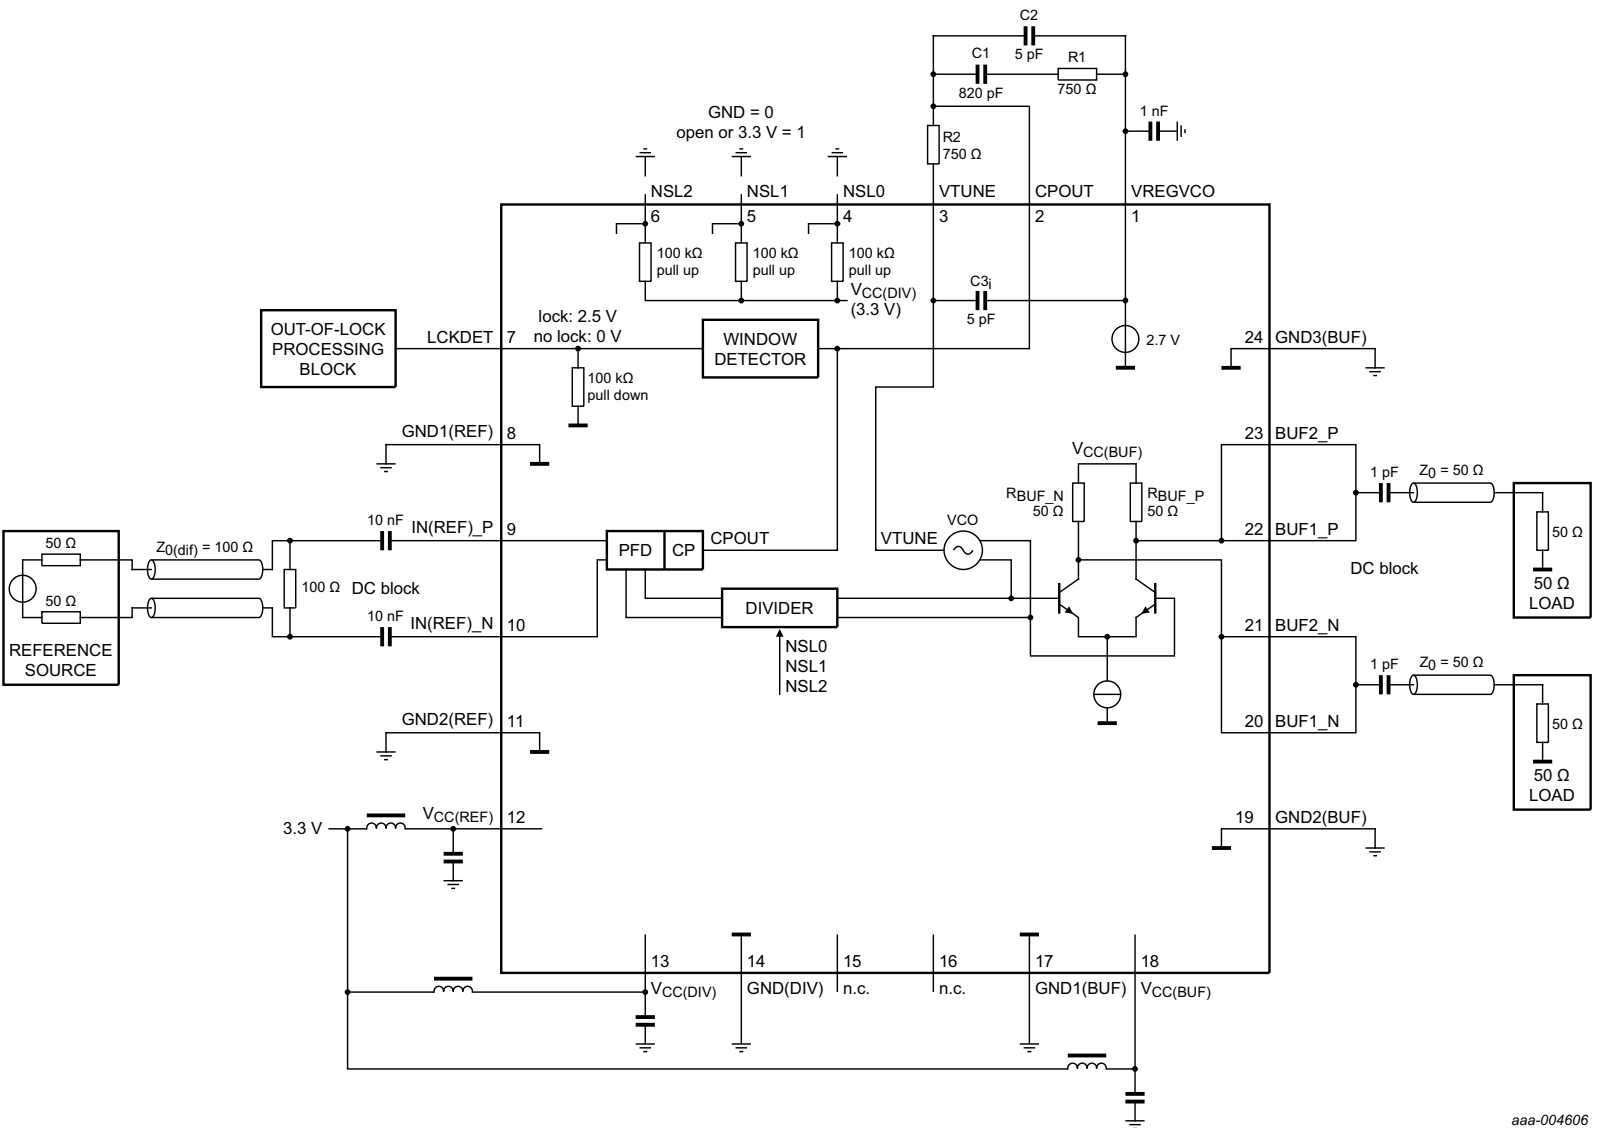 C2
5 pF
C1
R1
820 pF
750 Ω
1 nF
GND = 0
open or 3.3 V = 1
R2
750 Ω
NSL2
NSL1
NSL0
VTUNE
CPOUT
VREGVCO
6
5
4
3
2
1
100 kΩ
pull up
100 kΩ
pull up
100 kΩ
pull up
VCC(DIV)
(3.3 V)
C3i
5 pF
2.7 V
OUT-OF-LOCK
PROCESSING
BLOCK
LCKDET
7
lock: 2.5 V
no lock: 0 V
WINDOW
DETECTOR
100 kΩ
pull down
24
GND3(BUF)
GND1(REF)
8
23
BUF2_P
VCC(BUF)
RBUF_N
50 Ω
RBUF_P
50 Ω
1 pF
Z0 = 50 Ω
50 Ω
50 Ω
LOAD
22
BUF1_P
DC block
10 nF
IN(REF)_P
9
PFD
CP
CPOUT
VTUNE
VCO
50 Ω
50 Ω
REFERENCE
SOURCE
Z0(dif) = 100 Ω
100 Ω
DC block
10 nF
IN(REF)_N
10
DIVIDER
NSL0
NSL1
NSL2
21
BUF2_N
1 pF
Z0 = 50 Ω
50 Ω
50 Ω
LOAD
20
BUF1_N
GND2(REF)
11
3.3 V
VCC(REF)
12
19
GND2(BUF)
13
14
15
16
17
18
VCC(DIV)
GND(DIV)
n.c.
n.c.
GND1(BUF)
VCC(BUF)
aaa-004606